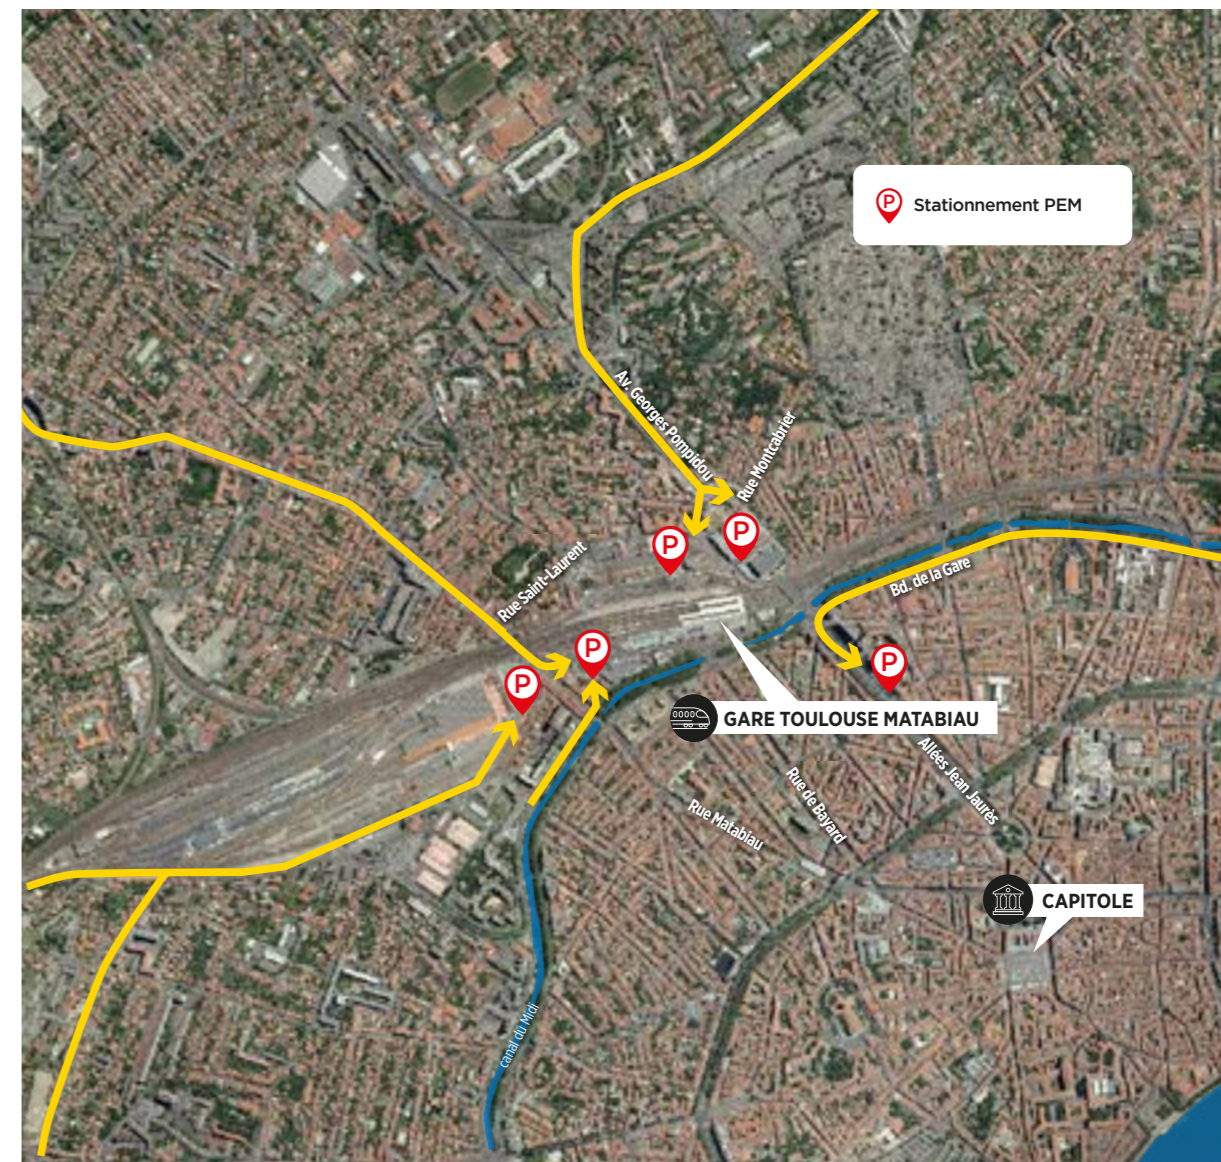 P Stationnement PEM
Av. Georges Pompidou
Rue Montcabrier
P
P
Rue Saint-Laurent
Bd. de la Gare
P
P
P
GARE TOULOUSE MATABIAU
Allées Jean Jaurès
Rue de Bayard
Rue Matabiau
CAPITOLE
canal du Midi